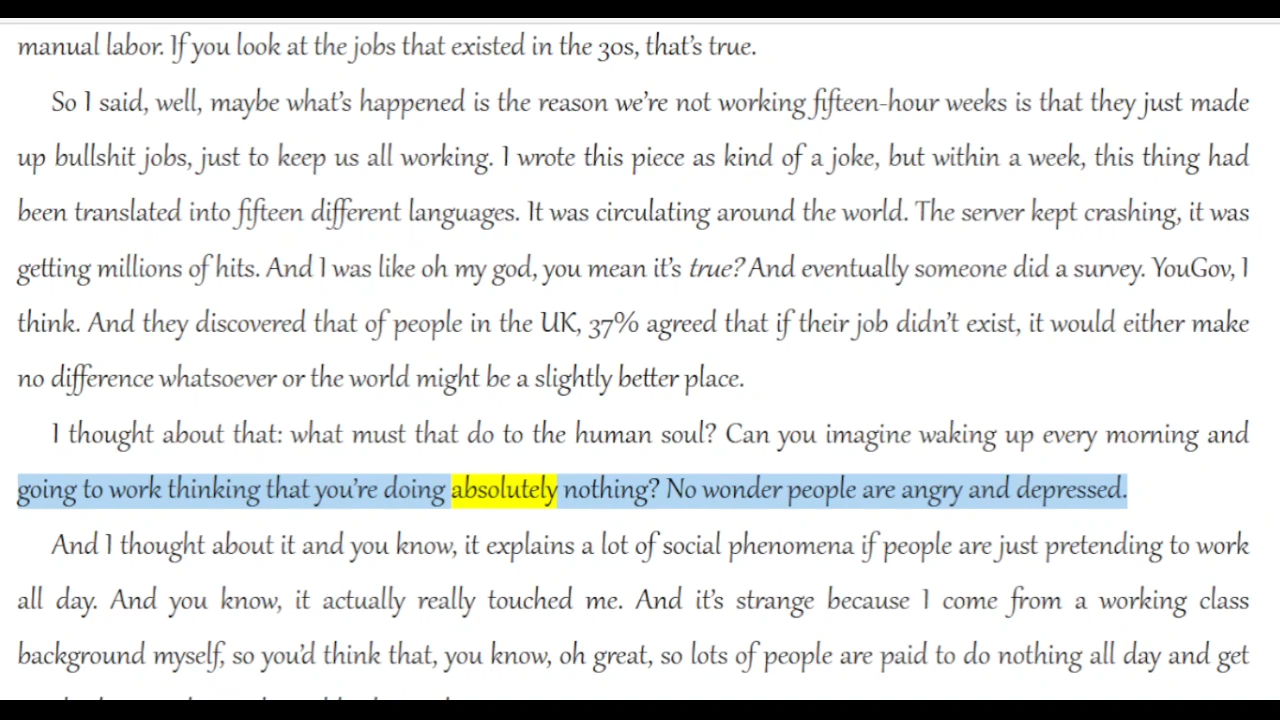 manual labor. If you look at the jobs that existed in the 30s, that's true.
So I said, well, maybe what's happened is the reason we're not working fifteen-hour weeks is that they just made
up bullshit jobs, just to keep us all working. I wrote this piece as kind of a joke, but within a week, this thing had
been translated into fifteen different languages. It was circulating around the world. The server kept crashing, it was
getting millions of hits. And I was like oh my god, you mean it's true? And eventually someone did a survey. YouGov, I
think. And they discovered that of people in the UK, 37% agreed that if their job didn't exist, it would either make
no difference whatsoever or the world might be a slightly better place.
I thought about that: what must that do to the human soul? Can you imagine waking up every morning and
going to work thinking that you're doing absolutely nothing? No wonder people are angry and depressed.
And I thought about it and you know, it explains a lot of social phenomena if people are just pretending to work
all day. And you know, it actually really touched me. And it's strange because I come from a working class
background myself, so you'd think that, you know, oh great, so lots of people are paid to do nothing all day and get